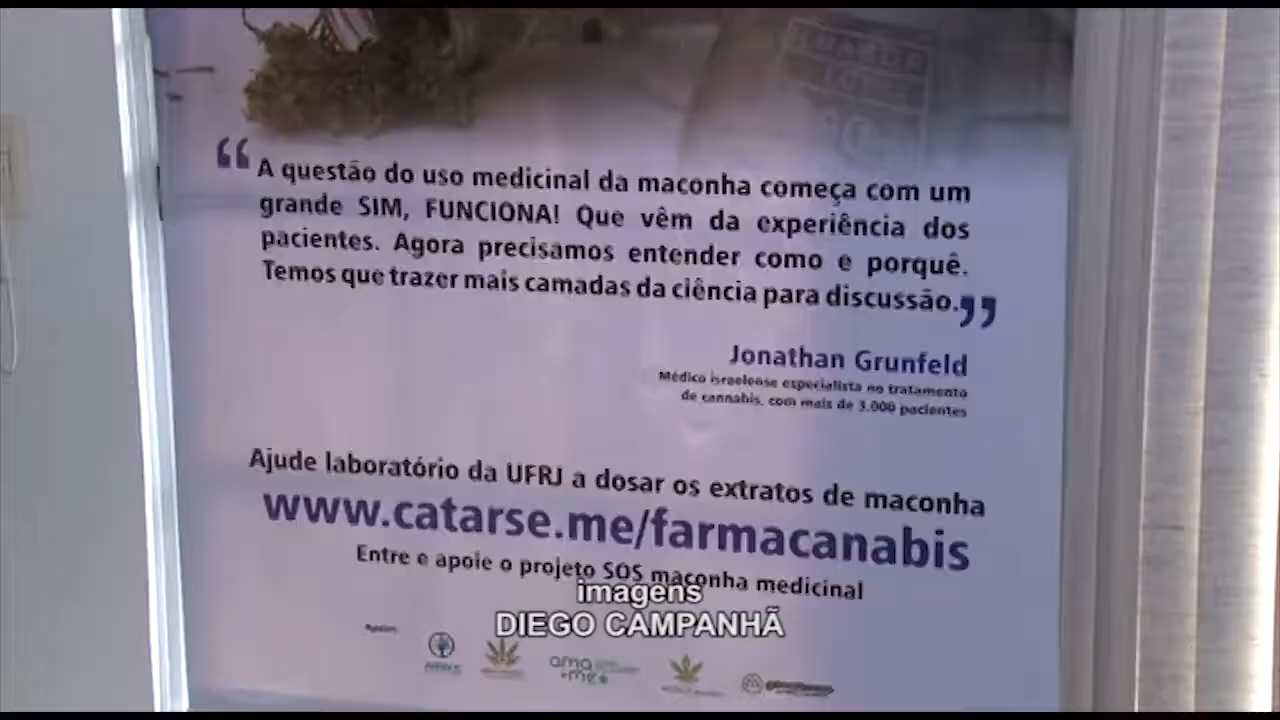 “ A questão do uso medicinal da maconha começa com um
grande SIM, FUNCIONA! Que vêm da experiência dos
pacientes. Agora precisamos entender como e porquê.
Temos que trazer mais camadas da ciência para discussão.”
Jonathan Grunfeld
Médico israelense especialista no tratamento
de cannabis, com mais de 3.000 pacientes
Ajude laboratório da UFRJ a dosar os extratos de maconha
www.catarse.me/farmacanabis
Entre e apoie o projeto SOS maconha medicinal
imagens
DIEGO CAMPANHÃ
ama
+me